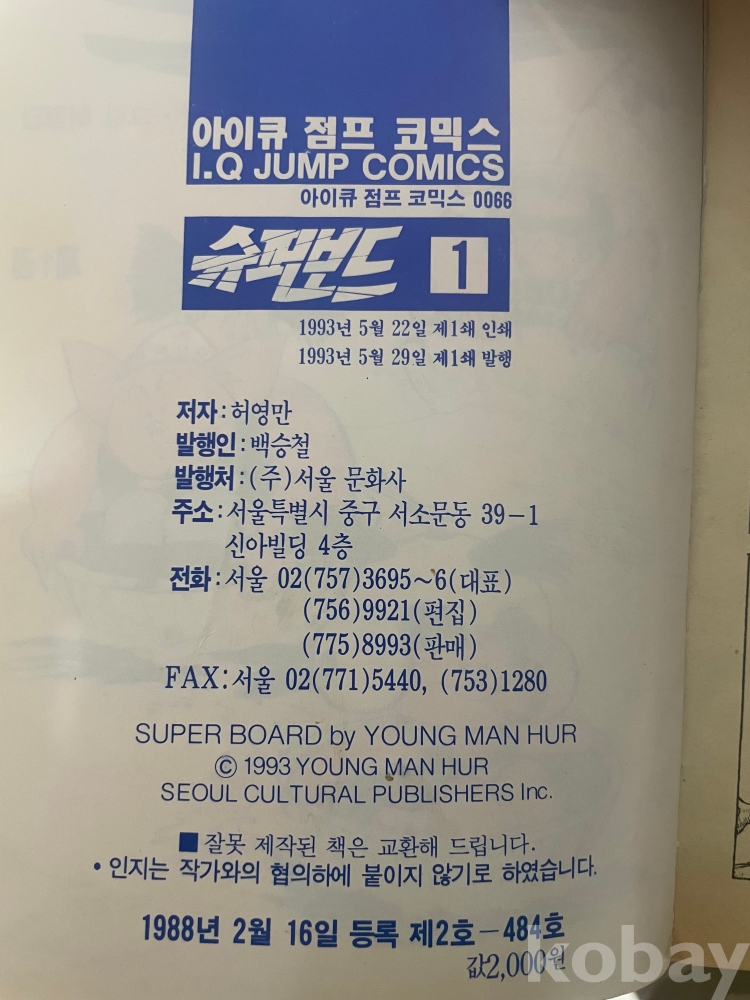 아이큐 점프 코믹스
I.Q JUMP COMICS
아이큐 점프 코믹스 0066
슈퍼보드 1
1993년 5월 22일 제1쇄 인쇄
1993년 5월 29일 제1쇄 발행
저자:허영만
발행인:백승철
발행처:(주)서울 문화사
주소:서울특별시 중구 서소문동 39-1
신아빌딩 4층
전화:서울 02(757)3695~6(대표)
(756)9921(편집)
(775)8993(판매)
FAX:서울 02(771)5440, (753)1280
SUPER BOARD by YOUNG MAN HUR
© 1993 YOUNG MAN HUR
SEOUL CULTURAL PUBLISHERS Inc.
■ 잘못 제작된 책은 교환해 드립니다.
• 인지는 작가와의 협의하에 붙이지 않기로 하였습니다.
1988년 2월 16일 등록 제2호-484호
값2,000원
kobay